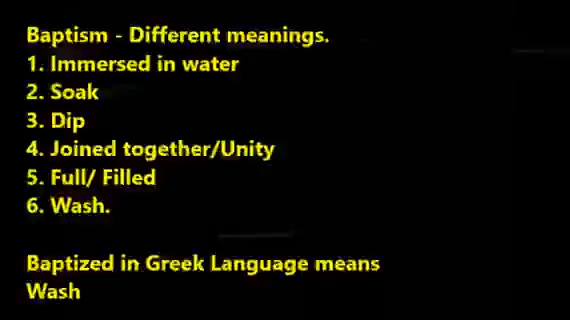 Baptism - Different meanings.
1. Immersed in water
2. Soak
3. Dip
4. Joined together/Unity
5. Full/ Filled
6. Wash.
Baptized in Greek Language means
Wash